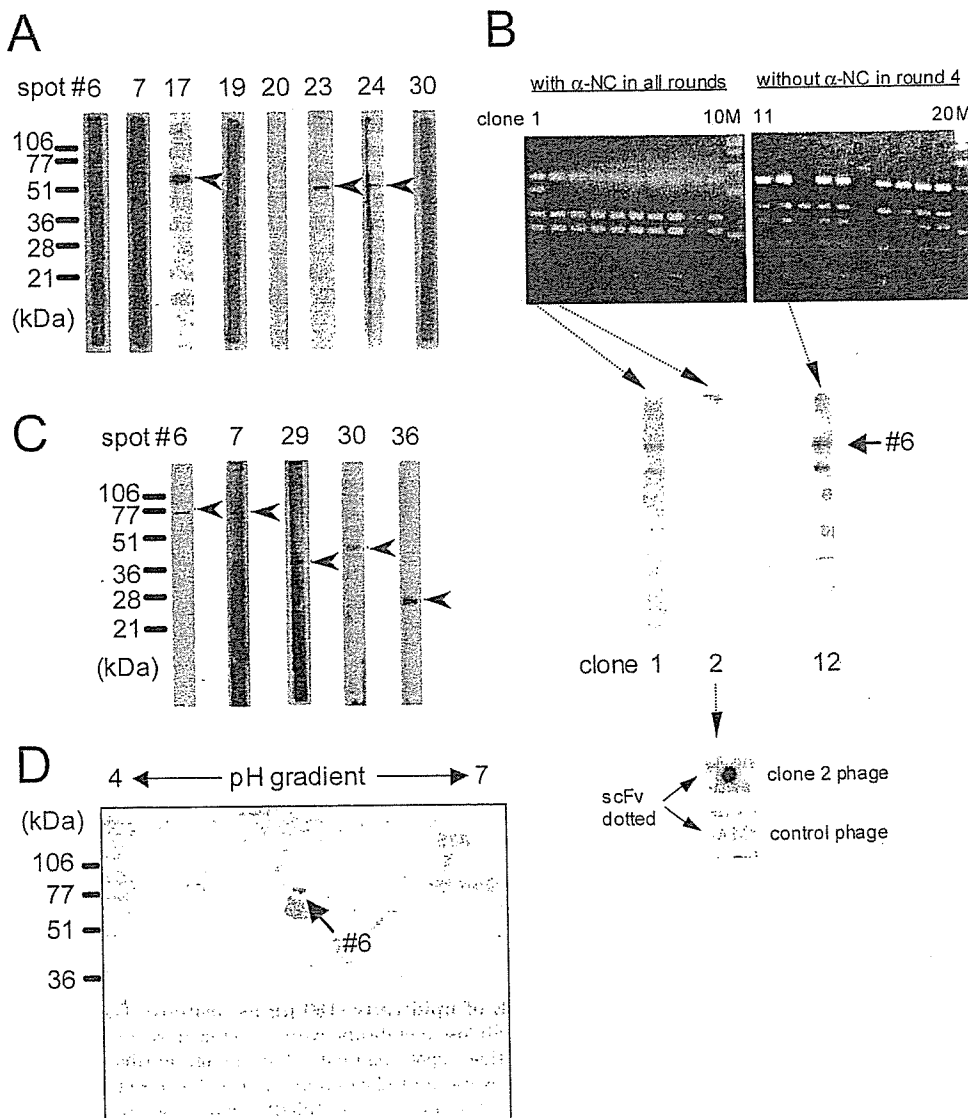 A
spot #6 7 17 19 20 23 24 30
106
77
51
36
28
21
(kDa)
B
with α-NC in all rounds
without α-NC in round 4
clone 1 10M
11 20M
#6
clone 1 2 12
scFv
dotted
clone 2 phage
control phage
C
spot #6 7 29 30 36
106
77
51
36
28
21
(kDa)
D
4 pH gradient 7
(kDa)
106
77
51
36
#6